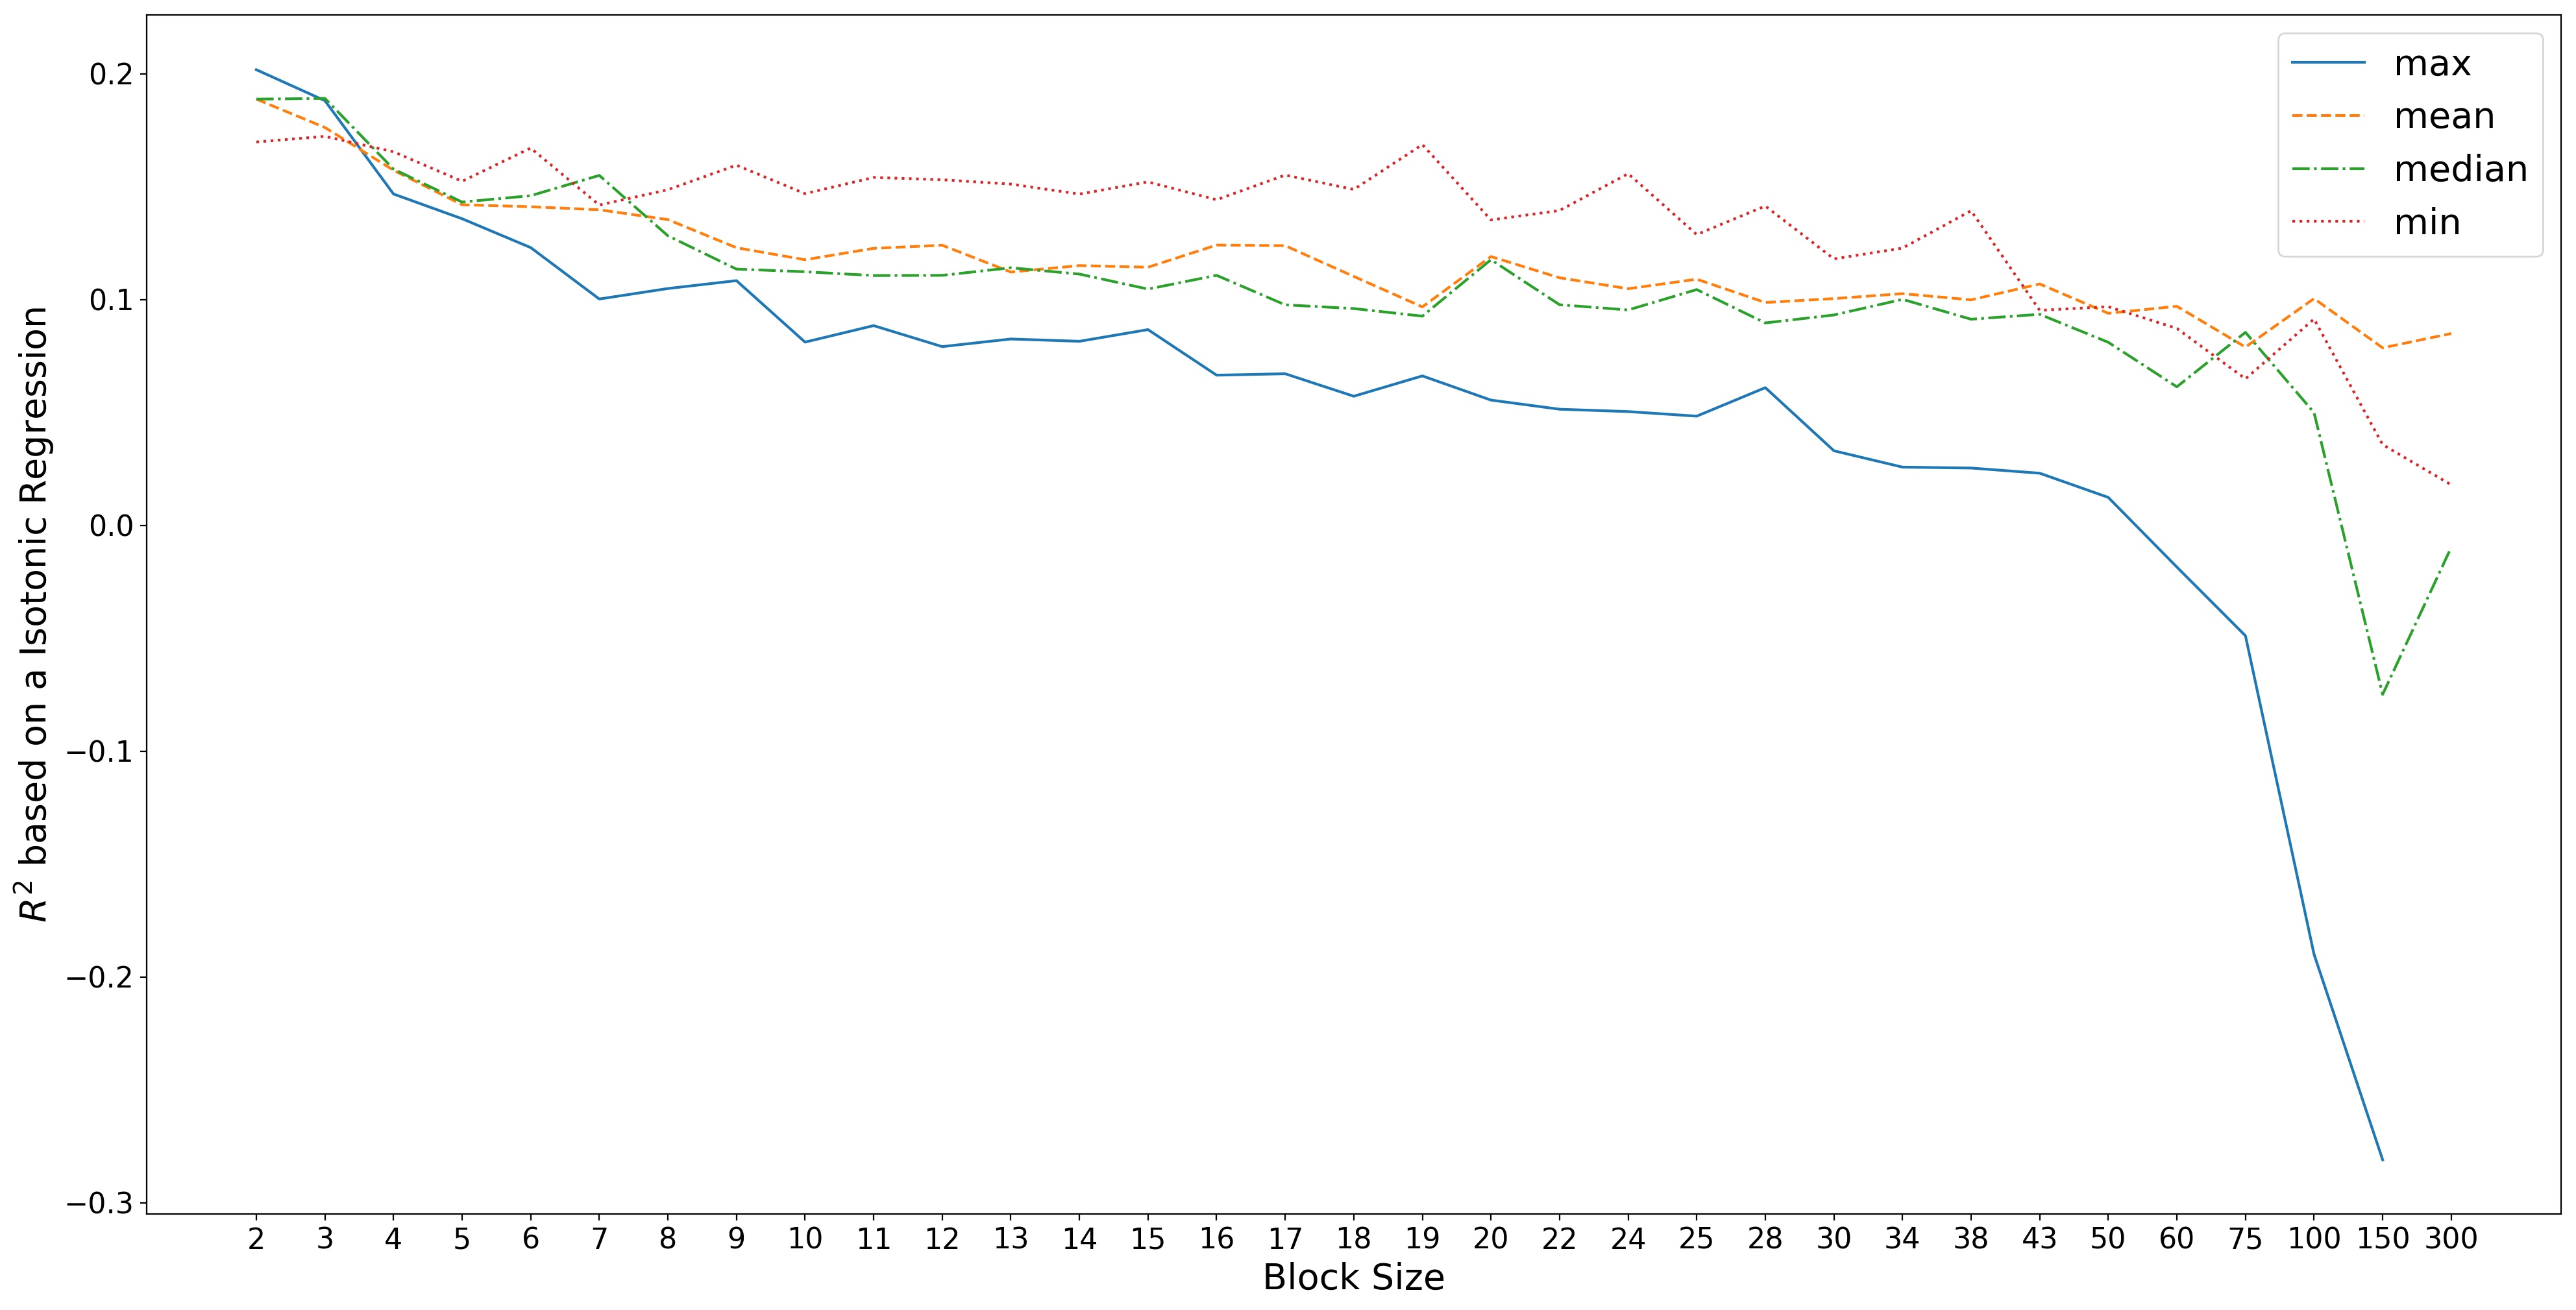 max
mean
median
min
0.2
0.1
0.0
−0.1
−0.2
−0.3
R² based on a Isotonic Regression
2 3 4 5 6 7 8 9 10 11 12 13 14 15 16 17 18 19 20 22 24 25 28 30 34 38 43 50 60 75 100 150 300
Block Size